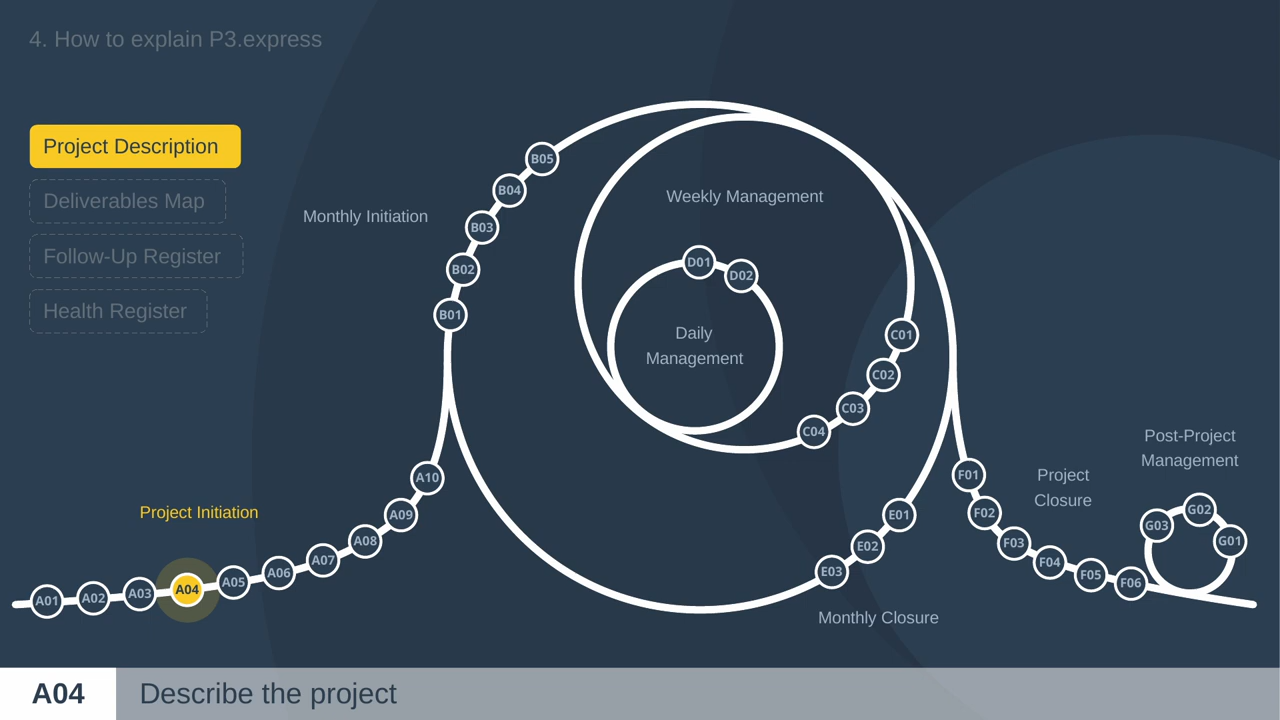 4. How to explain P3.express
Project Description
Deliverables Map
Follow-Up Register
Health Register
Monthly Initiation
B05
B04
B03
B02
B01
Weekly Management
D01
D02
Daily
Management
C01
C02
C03
C04
Project Initiation
A01
A02
A03
A04
A05
A06
A07
A08
A09
A10
E01
E02
E03
Monthly Closure
F01
F02
F03
F04
F05
F06
Project
Closure
Post-Project
Management
G03
G02
G01
A04
Describe the project